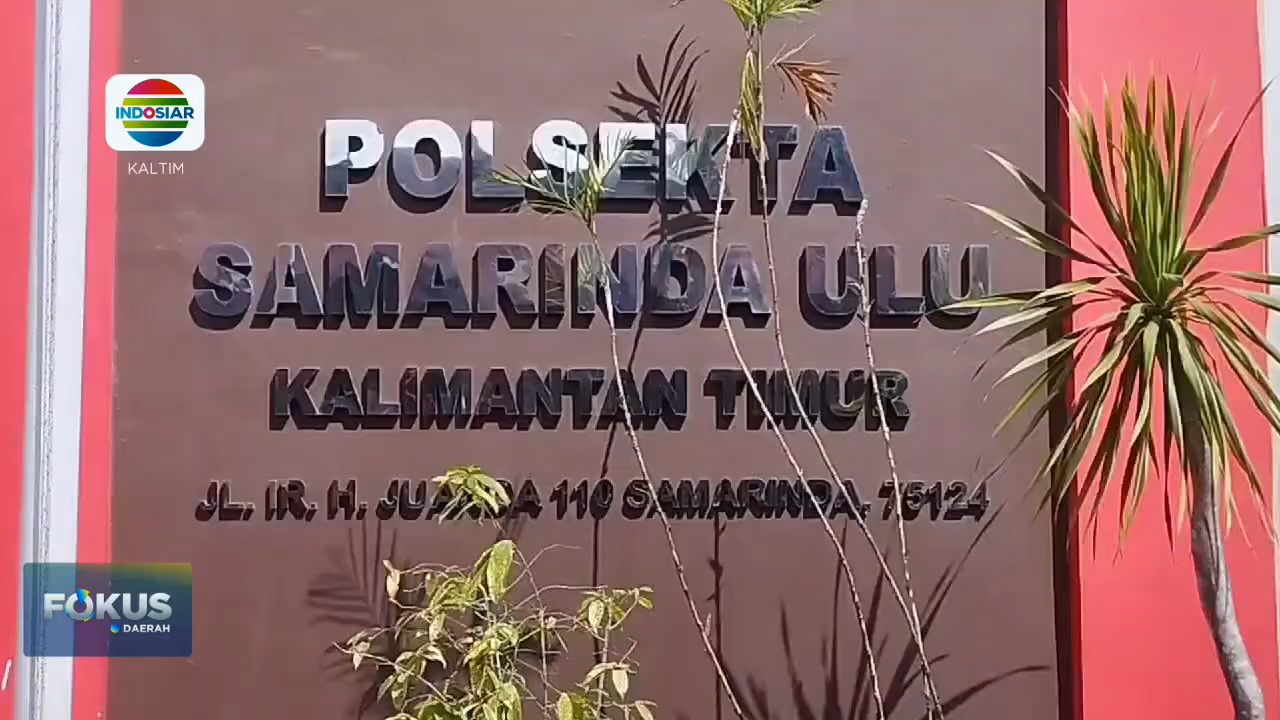 INDOSIAR
KALTIM
POLSEKTA
SAMARINDA ULU
KALIMANTAN TIMUR
JL. IR. H. JUANDA 110 SAMARINDA. 75124
FOKUS
DAERAH